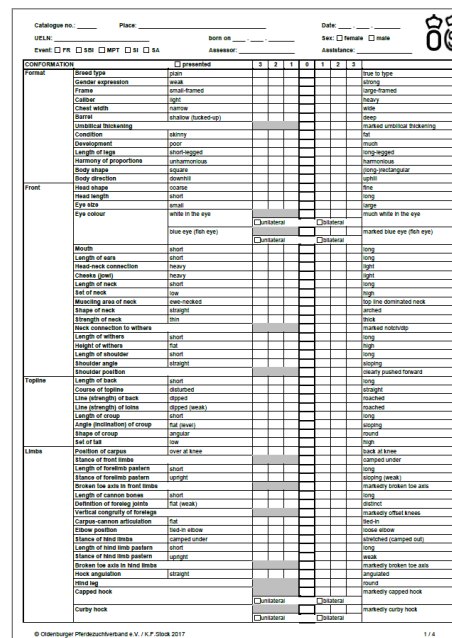 Catalogue no.: _____ Place: _______________ Date: ___ . ___ . _____
UELN: _______________ born on ___ . ___ . _____ Sex: ☐ female ☐ male
Event: ☐ FR ☐ SBI ☐ MPT ☐ SI ☐ SA Assessor: _______________ Assistance: _______________
CONFORMATION ☐ presented 3 2 1 0 1 2 3
Format Breed type plain true to type
Gender expression weak strong
Frame small-framed large-framed
Caliber light heavy
Chest width narrow wide
Barrel shallow (tucked-up) deep
Umbilical thickening marked umbilical thickening
Condition skinny fat
Development poor much
Length of legs short-legged long-legged
Harmony of proportions unharmonious harmonious
Body shape square (long-)rectangular
Body direction downhill uphill
Front Head shape coarse fine
Head length short long
Eye size small large
Eye colour white in the eye much white in the eye
☐unilateral ☐bilateral
blue eye (fish eye) marked blue eye (fish eye)
☐unilateral ☐bilateral
Mouth short long
Length of ears short long
Head-neck connection heavy light
Cheeks (jowl) heavy light
Length of neck short long
Set of neck low high
Muscling area of neck ewe-necked top line dominated neck
Shape of neck straight arched
Strength of neck thin thick
Neck connection to withers marked notch/dip
Length of withers short long
Height of withers flat high
Length of shoulder short long
Shoulder angle straight sloping
Shoulder position clearly pushed forward
Topline Length of back short long
Course of topline disturbed straight
Line (strength) of back dipped roached
Line (strength) of loins dipped (weak) roached
Length of croup short long
Angle (inclination) of croup flat (level) sloping
Shape of croup angular round
Set of tail low high
Limbs Position of carpus over at knee back at knee
Stance of front limbs camped under
Length of forelimb pastern short long
Stance of forelimb pastern upright sloping (weak)
Broken toe axis in front limbs markedly broken toe axis
Length of cannon bones short long
Definition of foreleg joints flat (weak) distinct
Vertical congruity of forelegs markedly offset knees
Carpus-cannon articulation flat tied-in
Elbow position tied-in elbow loose elbow
Stance of hind limbs camped under stretched (camped out)
Length of hind limb pastern short long
Stance of hind limb pastern upright weak
Broken toe axis in hind limbs markedly broken toe axis
Hock angulation straight angulated
Hind leg round
Capped hock markedly capped hock
☐unilateral ☐bilateral
Curby hock markedly curby hock
☐unilateral ☐bilateral
© Oldenburger Pferdezuchtverband e.V. / K.F.Stock 2017 1 / 4